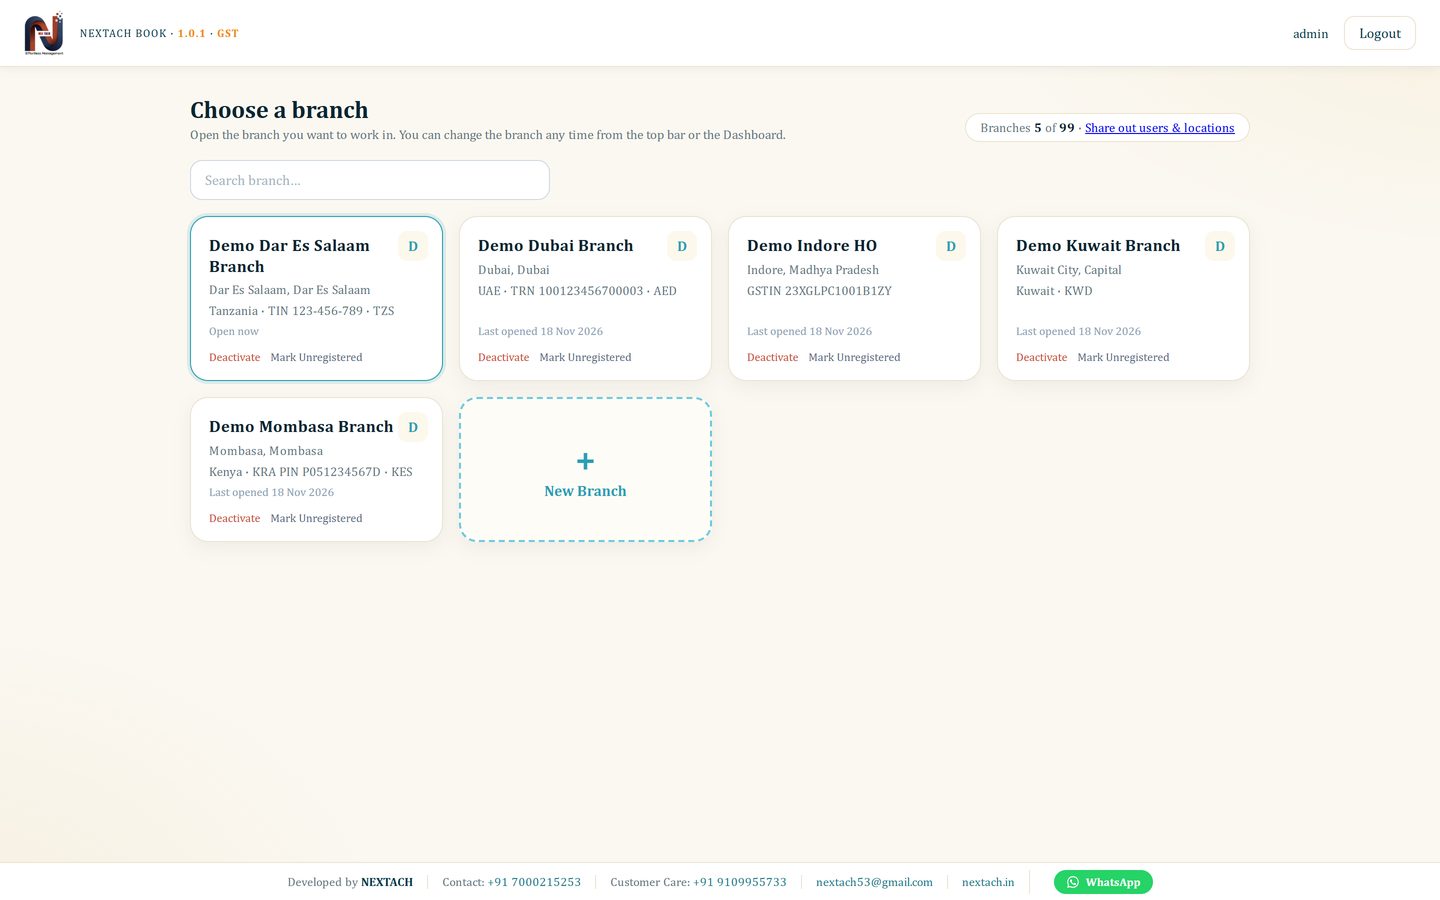 NEXTACH BOOK · 1.0.1 · GST
admin
Logout
Choose a branch
Open the branch you want to work in. You can change the branch any time from the top bar or the Dashboard.
Branches 5 of 99 · Share out users & locations
Search branch...
Demo Dar Es Salaam Branch
D
Dar Es Salaam, Dar Es Salaam
Tanzania · TIN 123-456-789 · TZS
Open now
Deactivate Mark Unregistered
Demo Dubai Branch
D
Dubai, Dubai
UAE · TRN 100123456700003 · AED
Last opened 18 Nov 2026
Deactivate Mark Unregistered
Demo Indore HO
D
Indore, Madhya Pradesh
GSTIN 23XGLPC1001B1ZY
Last opened 18 Nov 2026
Deactivate Mark Unregistered
Demo Kuwait Branch
D
Kuwait City, Capital
Kuwait · KWD
Last opened 18 Nov 2026
Deactivate Mark Unregistered
Demo Mombasa Branch
D
Mombasa, Mombasa
Kenya · KRA PIN P051234567D · KES
Last opened 18 Nov 2026
Deactivate Mark Unregistered
+
New Branch
Developed by NEXTACH
Contact: +91 7000215253
Customer Care: +91 9109955733
nextach53@gmail.com
nextach.in
WhatsApp